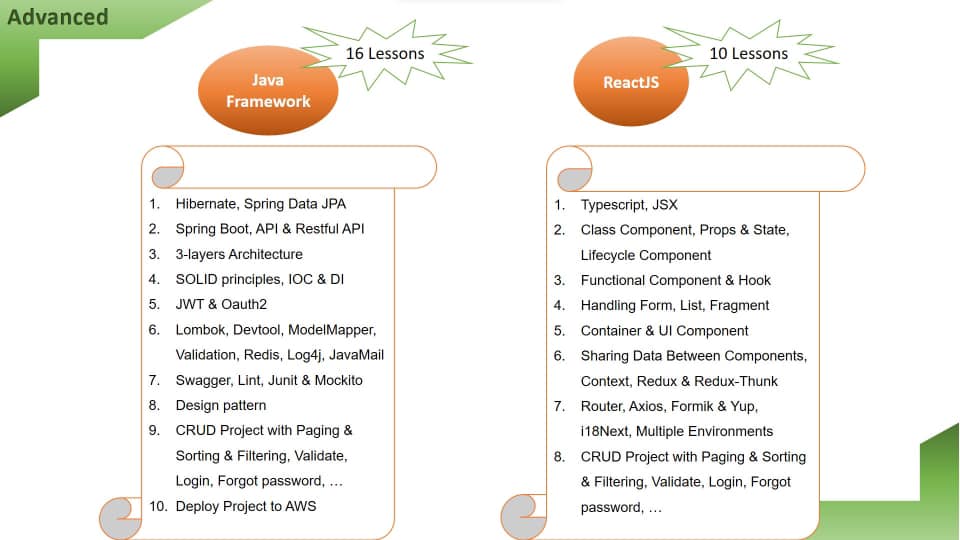 Advanced
Java
Framework
16 Lessons
1. Hibernate, Spring Data JPA
2. Spring Boot, API & Restful API
3. 3-layers Architecture
4. SOLID principles, IOC & DI
5. JWT & Oauth2
6. Lombok, Devtool, ModelMapper,
Validation, Redis, Log4j, JavaMail
7. Swagger, Lint, Junit & Mockito
8. Design pattern
9. CRUD Project with Paging &
Sorting & Filtering, Validate,
Login, Forgot password, …
10. Deploy Project to AWS
ReactJS
10 Lessons
1. Typescript, JSX
2. Class Component, Props & State,
Lifecycle Component
3. Functional Component & Hook
4. Handling Form, List, Fragment
5. Container & UI Component
6. Sharing Data Between Components,
Context, Redux & Redux-Thunk
7. Router, Axios, Formik & Yup,
i18Next, Multiple Environments
8. CRUD Project with Paging & Sorting
& Filtering, Validate, Login, Forgot
password, …